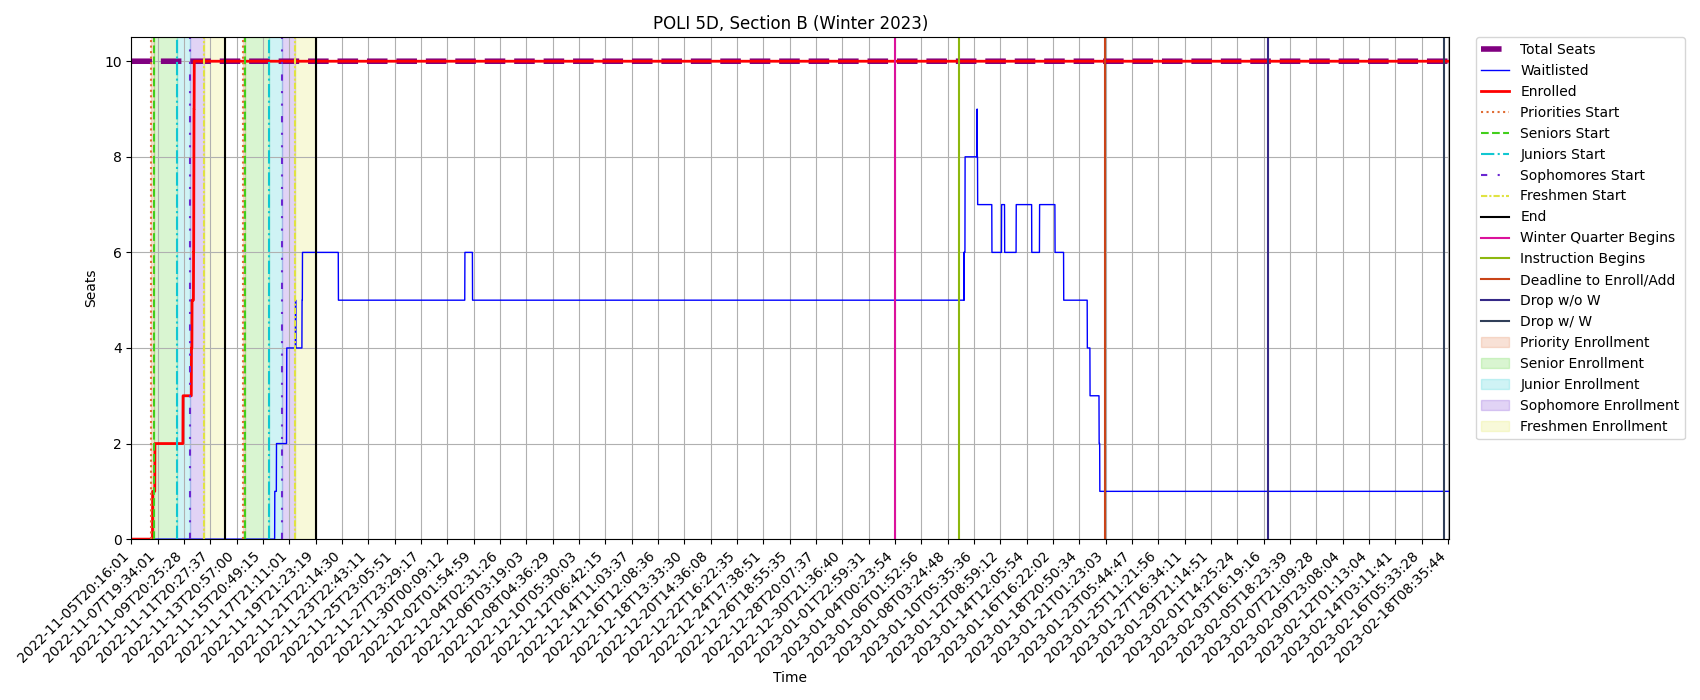 POLI 5D, Section B (Winter 2023)
Seats
10
8
6
4
2
0
2022-11-05T20:16:01
2022-11-07T19:34:01
2022-11-09T20:25:28
2022-11-11T20:27:37
2022-11-13T20:57:00
2022-11-15T20:49:15
2022-11-17T21:11:01
2022-11-19T21:23:19
2022-11-21T22:14:30
2022-11-23T22:43:11
2022-11-25T23:05:51
2022-11-27T23:29:17
2022-11-30T00:09:12
2022-12-02T01:54:59
2022-12-04T02:31:26
2022-12-06T03:19:03
2022-12-08T04:36:29
2022-12-10T05:30:03
2022-12-12T06:42:15
2022-12-14T11:03:37
2022-12-16T12:08:36
2022-12-18T13:33:30
2022-12-20T14:36:08
2022-12-22T16:22:35
2022-12-24T17:38:51
2022-12-26T18:55:35
2022-12-28T20:07:37
2022-12-30T21:36:40
2023-01-01T22:59:31
2023-01-04T00:23:54
2023-01-06T01:52:56
2023-01-08T03:24:48
2023-01-10T05:35:36
2023-01-12T08:59:12
2023-01-14T12:05:54
2023-01-16T16:22:02
2023-01-18T20:50:34
2023-01-21T01:23:03
2023-01-23T05:44:47
2023-01-25T11:21:56
2023-01-27T16:34:11
2023-01-29T21:14:51
2023-02-01T14:25:24
2023-02-03T16:19:16
2023-02-05T18:23:39
2023-02-07T21:09:28
2023-02-09T23:08:04
2023-02-12T01:13:04
2023-02-14T03:11:41
2023-02-16T05:33:28
2023-02-18T08:35:44
Time
Total Seats
Waitlisted
Enrolled
Priorities Start
Seniors Start
Juniors Start
Sophomores Start
Freshmen Start
End
Winter Quarter Begins
Instruction Begins
Deadline to Enroll/Add
Drop w/o W
Drop w/ W
Priority Enrollment
Senior Enrollment
Junior Enrollment
Sophomore Enrollment
Freshmen Enrollment